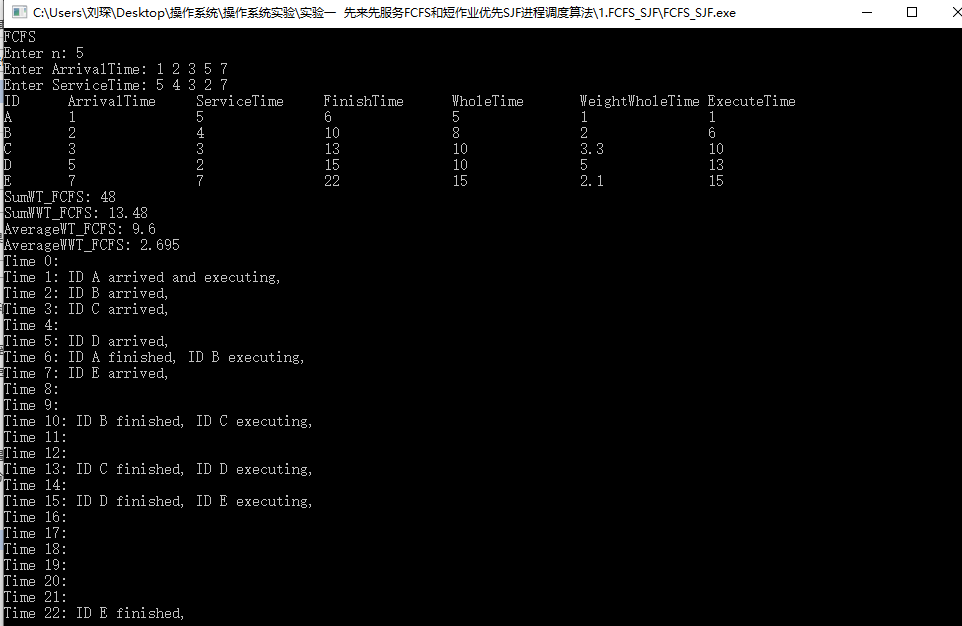 C:\Users\刘琛\Desktop\操作系统\操作系统实验\实验一 先来先服务FCFS和短作业优先SJF进程调度算法\1.FCFS_SJF\FCFS_SJF.exe
FCFS
Enter n: 5
Enter ArrivalTime: 1 2 3 5 7
Enter ServiceTime: 5 4 3 2 7
ID ArrivalTime ServiceTime FinishTime WholeTime WeightWholeTime ExecuteTime
A 1 5 6 5 1 1
B 2 4 10 8 2 6
C 3 3 13 10 3.3 10
D 5 2 15 10 5 13
E 7 7 22 15 2.1 15
SumWT_FCFS: 48
SumWWT_FCFS: 13.48
AverageWT_FCFS: 9.6
AverageWWT_FCFS: 2.695
Time 0:
Time 1: ID A arrived and executing,
Time 2: ID B arrived,
Time 3: ID C arrived,
Time 4:
Time 5: ID D arrived,
Time 6: ID A finished, ID B executing,
Time 7: ID E arrived,
Time 8:
Time 9:
Time 10: ID B finished, ID C executing,
Time 11:
Time 12:
Time 13: ID C finished, ID D executing,
Time 14:
Time 15: ID D finished, ID E executing,
Time 16:
Time 17:
Time 18:
Time 19:
Time 20:
Time 21:
Time 22: ID E finished,